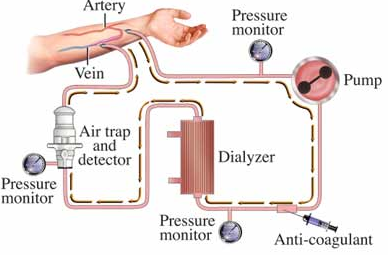 Artery
Pressure
monitor
Vein
Pump
Air trap
and
detector
Dialyzer
Pressure
monitor
Pressure
monitor
Anti-coagulant